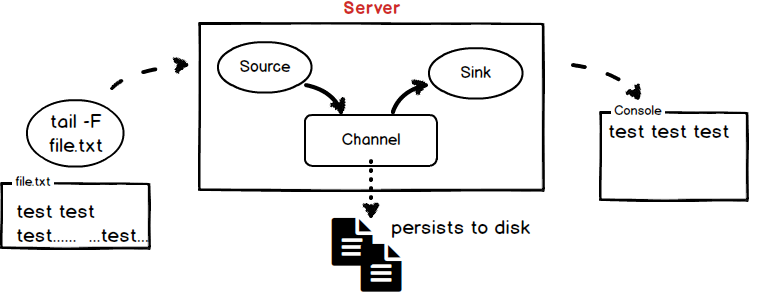 Server
Source
Sink
Channel
tail -F
file.txt
file.txt
test test
test...... ...test...
persists to disk
Console
test test test